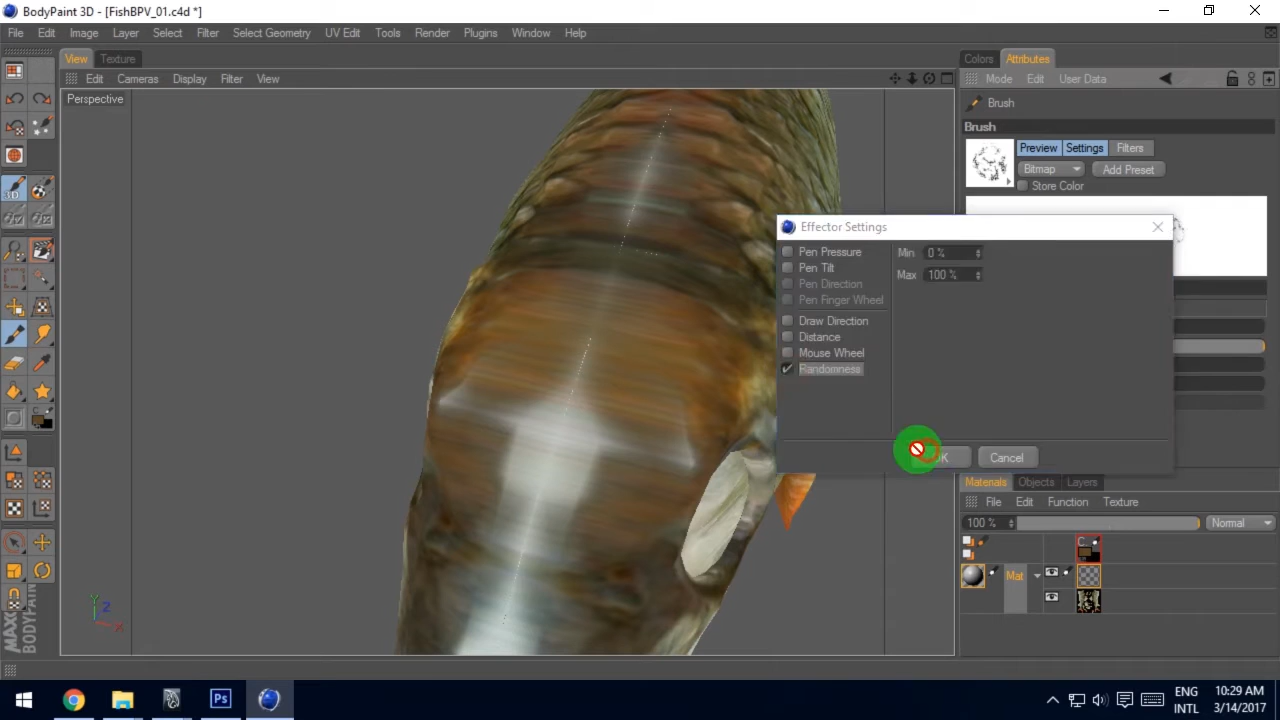 BodyPaint 3D - [FishBPV_01.c4d *]
File Edit Image Layer Select Filter Select Geometry UV Edit Tools Render Plugins Window Help
View Texture
Colors Attributes
Edit Cameras Display Filter View
Mode Edit User Data
Perspective
Brush
Brush
Preview Settings Filters
Bitmap Add Preset
Store Color
Effector Settings
Pen Pressure Min 0 %
Pen Tilt Max 100 %
Pen Direction
Pen Finger Wheel
Draw Direction
Distance
Mouse Wheel
Randomness
OK Cancel
Materials Objects Layers
File Edit Function Texture
100 % Normal
C..
Mat
3D
Y
Z
X
BODYPAINT
Ps
ENG
INTL
10:29 AM
3/14/2017